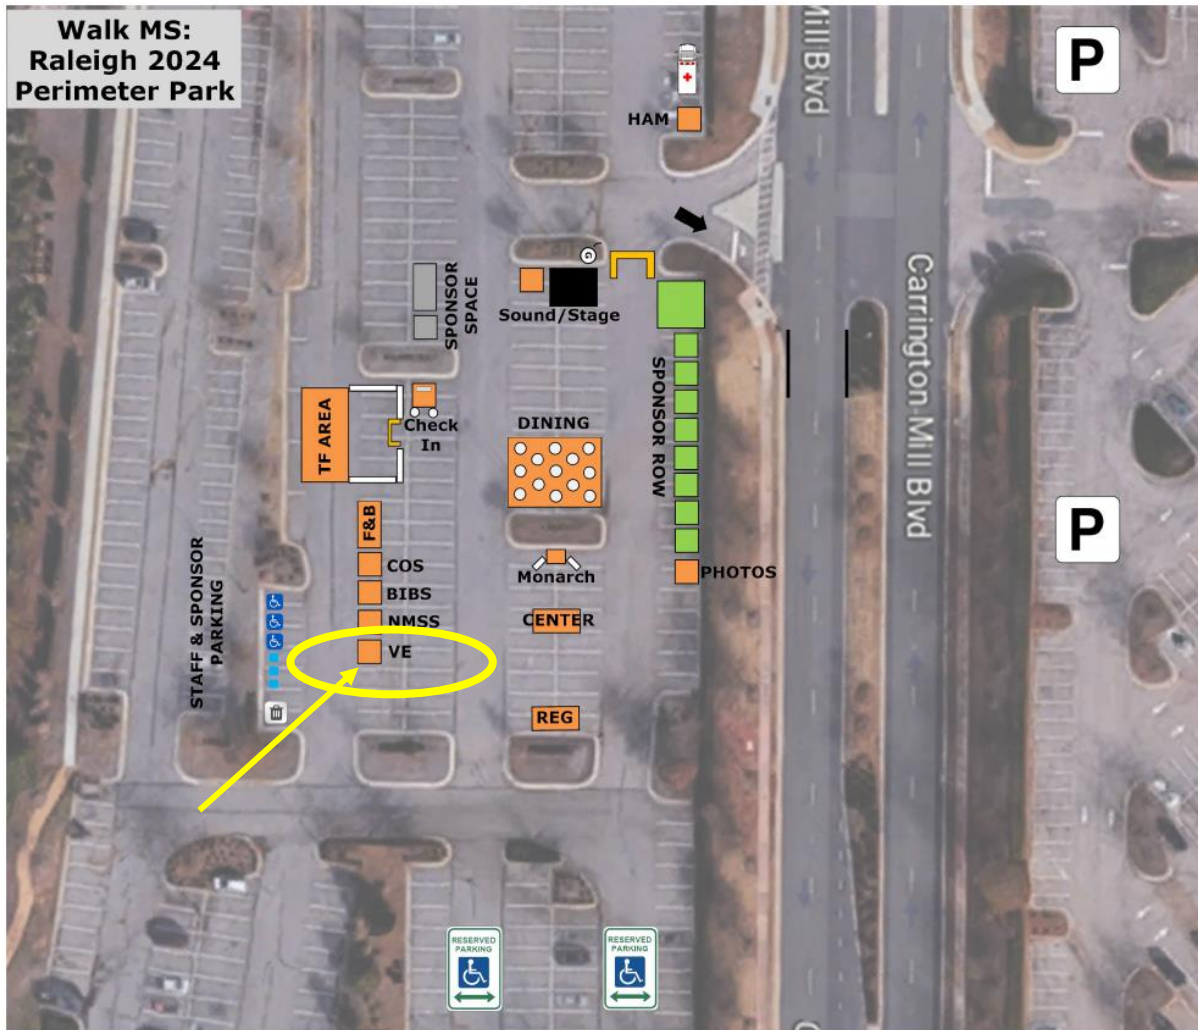 Walk MS:
Raleigh 2024
Perimeter Park
Mill Blvd
P
HAM
G
SPONSOR
SPACE
Sound/Stage
Carrington Mill Blvd
TF AREA
Check
In
DINING
SPONSOR ROW
F&B
P
COS
Monarch
PHOTOS
BIBS
STAFF & SPONSOR
PARKING
NMSS
CENTER
VE
REG
RESERVED
PARKING
RESERVED
PARKING